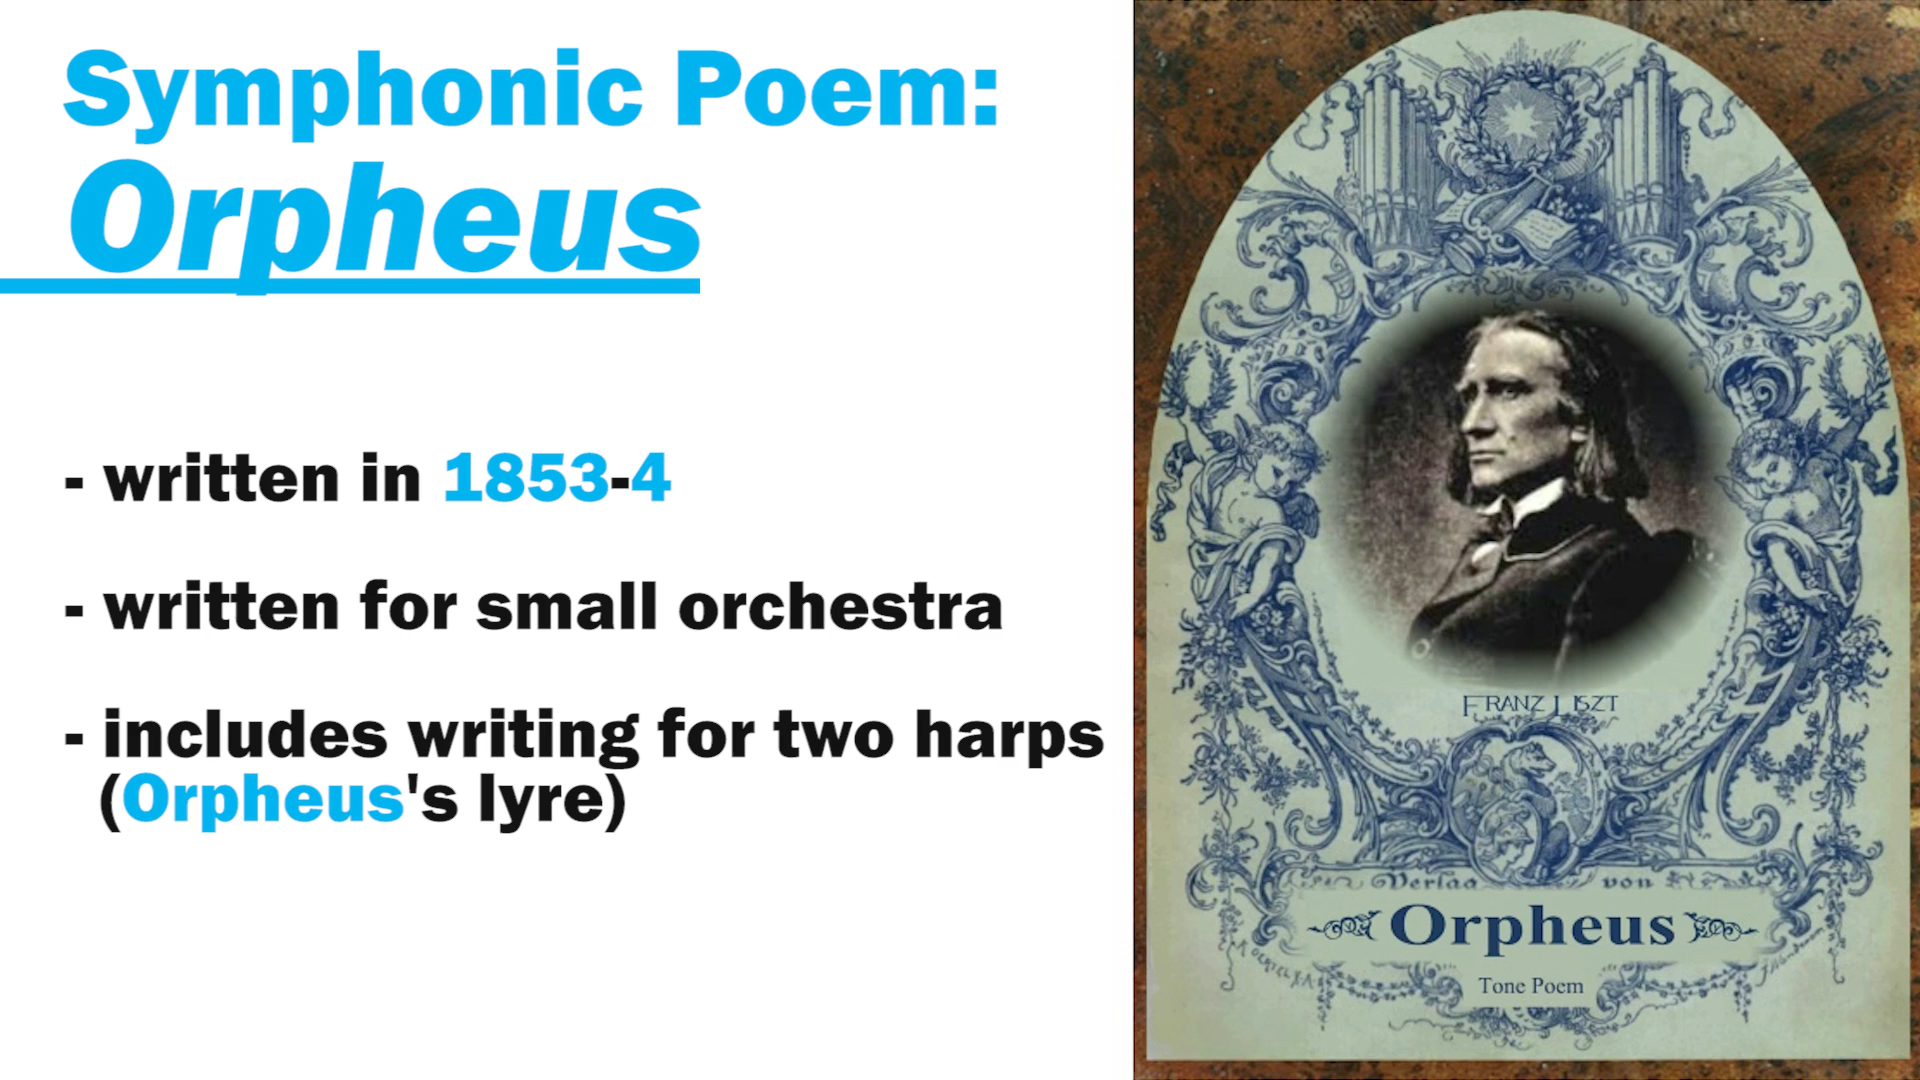 Symphonic Poem:
Orpheus
- written in 1853-4
- written for small orchestra
- includes writing for two harps
(Orpheus's lyre)
FRANZ LISZT
Verlag von
Orpheus
Tone Poem